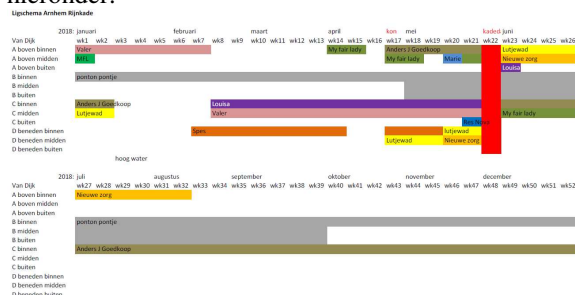 hieronder:
Ligschema Arnhem Rijnkade
2018: januari februari maart april kon mei kaded juni
Van Dijk wk1 wk2 wk3 wk4 wk5 wk6 wk7 wk8 wk9 wk10 wk11 wk12 wk13 wk14 wk15 wk16 wk17 wk18 wk19 wk20 wk21 wk22 wk23 wk24 wk25 wk26
A boven binnen Valer My fair lady Anders J Goedkoop Lutjewad
A boven midden MFL My fair lady Marie Nieuwe zorg
A boven buiten Louisa
B binnen ponton pontje
B midden
B buiten
C binnen Anders J Goedkoop Louisa
C midden Lutjewad Valer My fair lady
C buiten
D beneden binnen Spes lutjewad
D beneden midden Lutjewad Nieuwe zorg
D beneden buiten
hoog water
2018: juli augustus september oktober november december
Van Dijk wk27 wk28 wk29 wk30 wk31 wk32 wk33 wk34 wk35 wk36 wk37 wk38 wk39 wk40 wk41 wk42 wk43 wk44 wk45 wk46 wk47 wk48 wk49 wk50 wk51 wk52
A boven binnen Nieuwe zorg
A boven midden
A boven buiten
B binnen ponton pontje
B midden
B buiten
C binnen Anders J Goedkoop
C midden
C buiten
D beneden binnen
D beneden midden
D beneden buiten